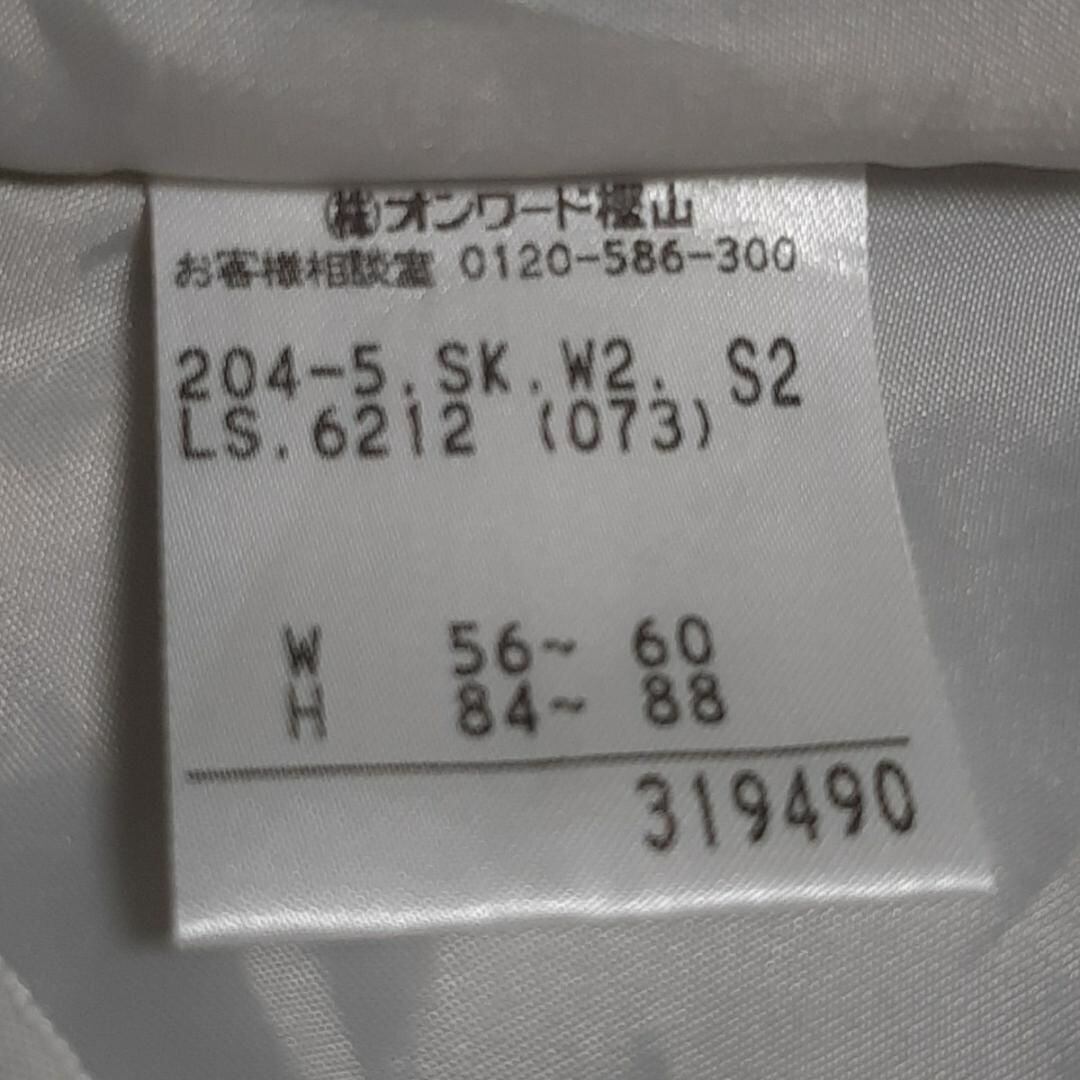 (株)オンワード樫山
お客様相談室 0120-586-300
204-5.SK.W2. S2
LS.6212 (073)
W 56~ 60
H 84~ 88
319490